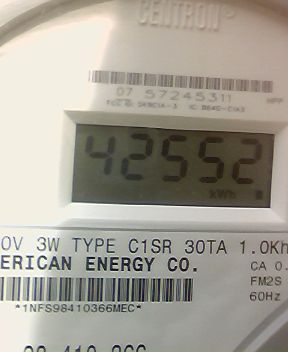 CENTRON
07 57245311
42552
kWh
0V 3W TYPE C1SR 30TA 1.0Kh
ERICAN ENERGY CO.
CA 0.
FM2S
60Hz
*1NFS98410366MEC*